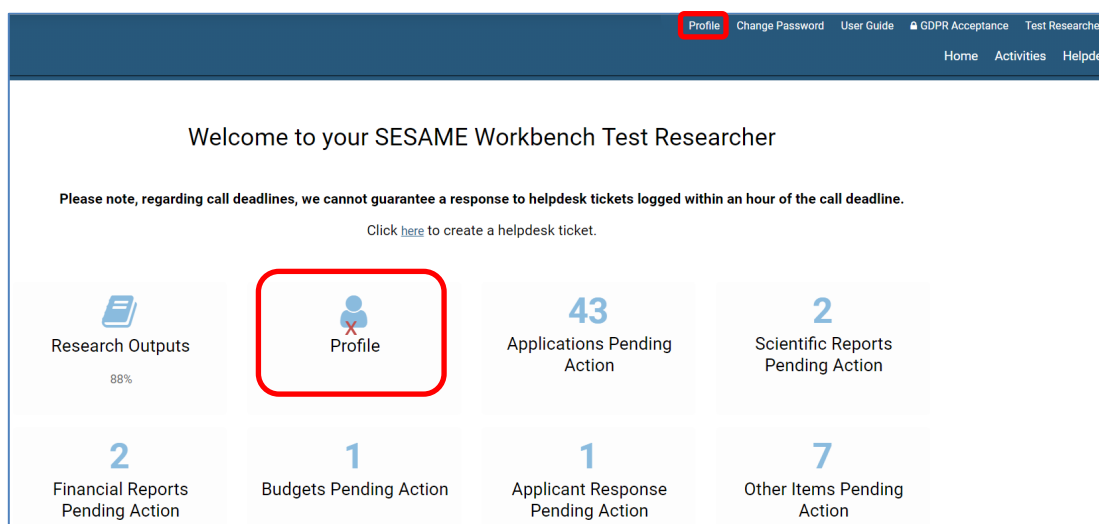 Profile Change Password User Guide GDPR Acceptance Test Researche
Home Activities Helpde
Welcome to your SESAME Workbench Test Researcher
Please note, regarding call deadlines, we cannot guarantee a response to helpdesk tickets logged within an hour of the call deadline.
Click here to create a helpdesk ticket.
Research Outputs
88%
X
Profile
43
Applications Pending
Action
2
Scientific Reports
Pending Action
2
Financial Reports
Pending Action
1
Budgets Pending Action
1
Applicant Response
Pending Action
7
Other Items Pending
Action